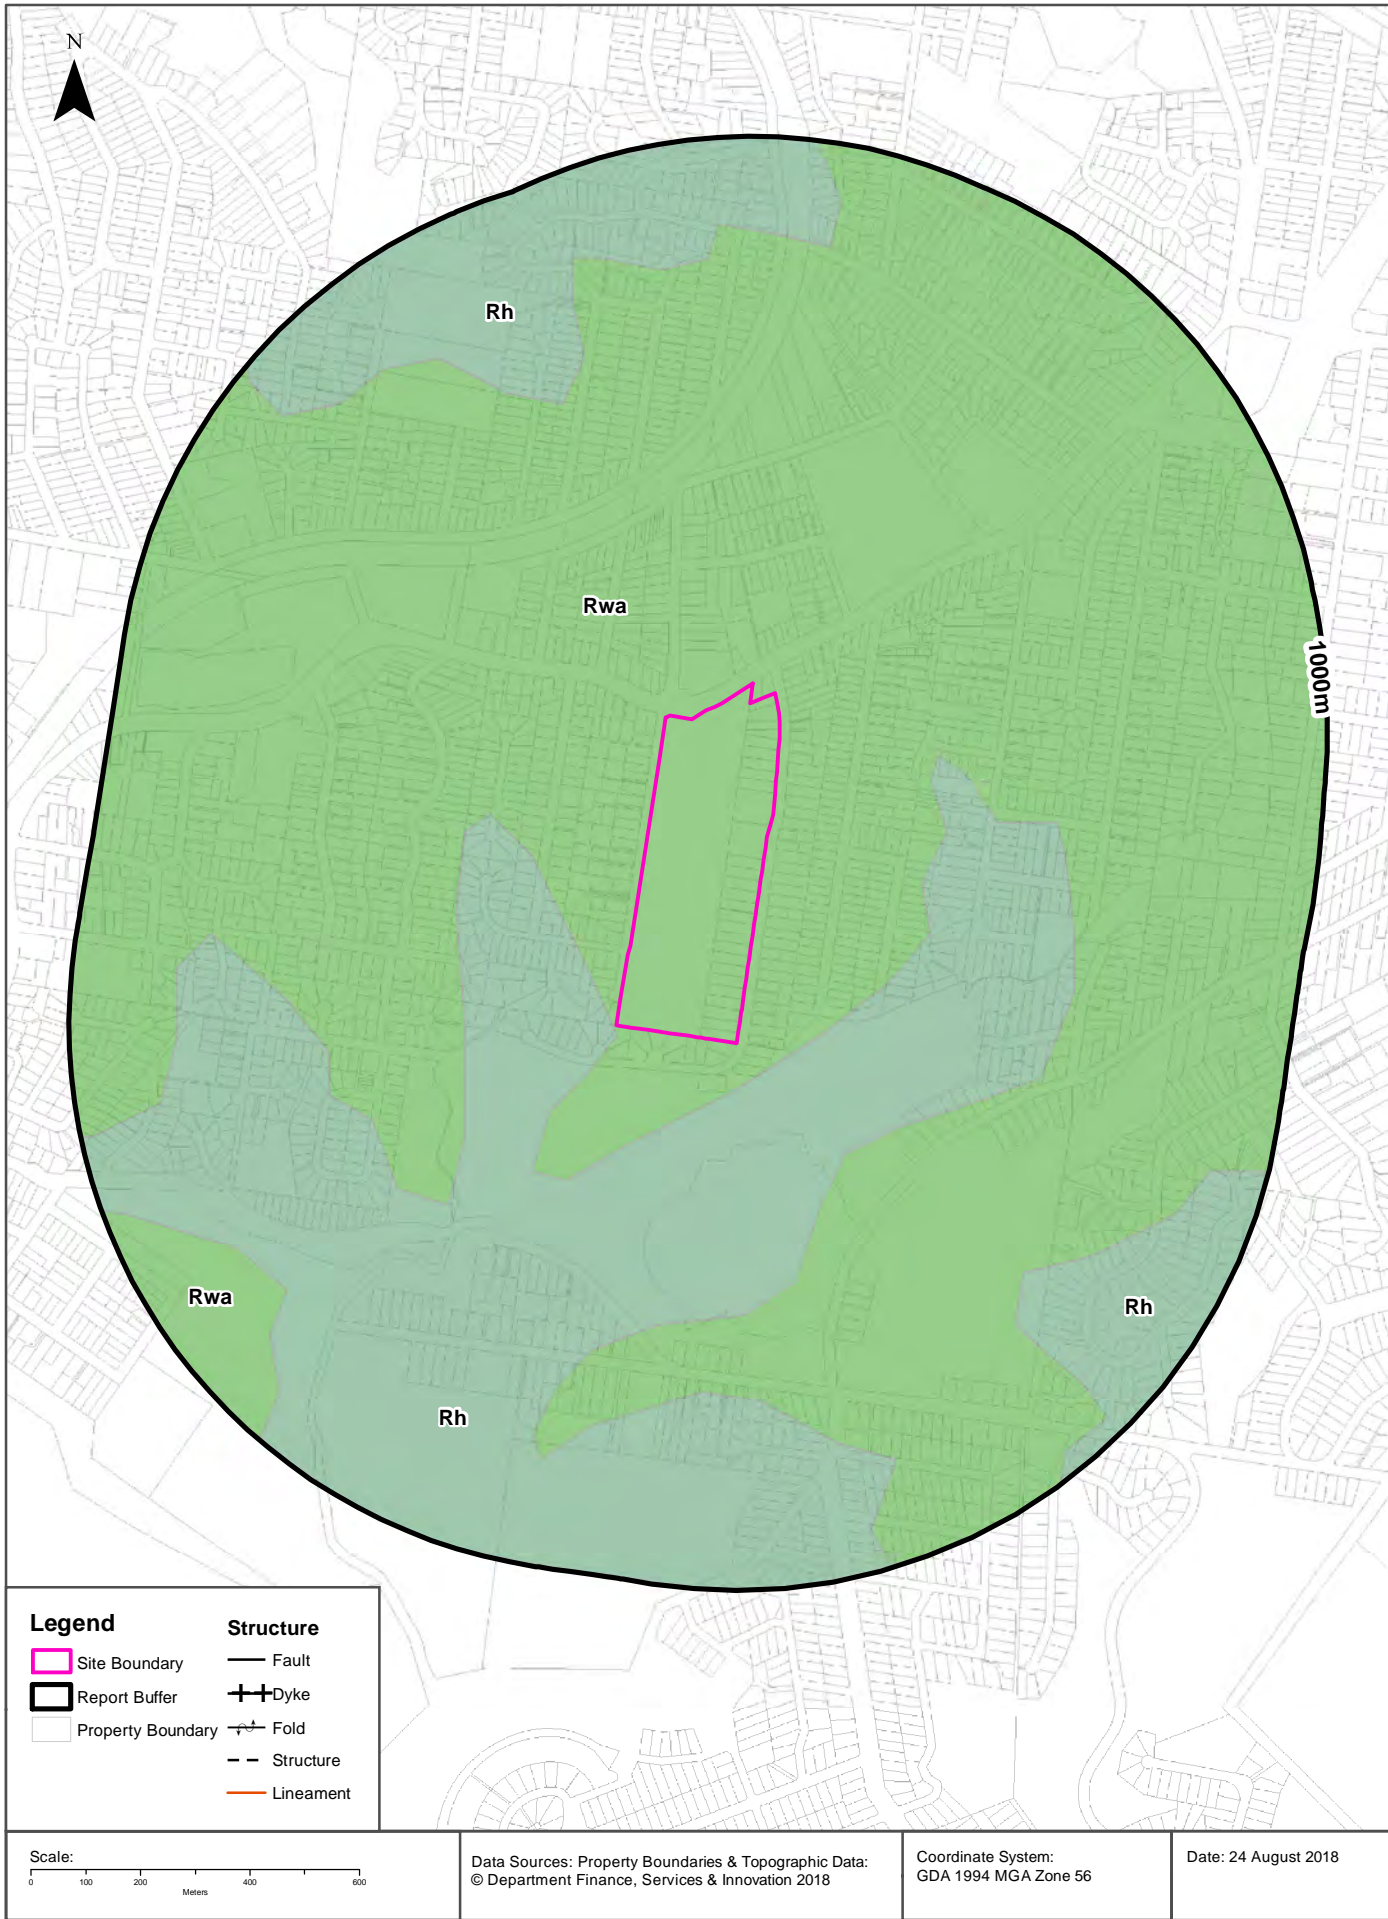 N
Rh
Rwa
1000m
Rwa
Rh
Rh
Legend
Site Boundary
Report Buffer
Property Boundary
Structure
Fault
Dyke
Fold
Structure
Lineament
Scale:
0 100 200 400 600
Meters
Data Sources: Property Boundaries & Topographic Data:
© Department Finance, Services & Innovation 2018
Coordinate System:
GDA 1994 MGA Zone 56
Date: 24 August 2018